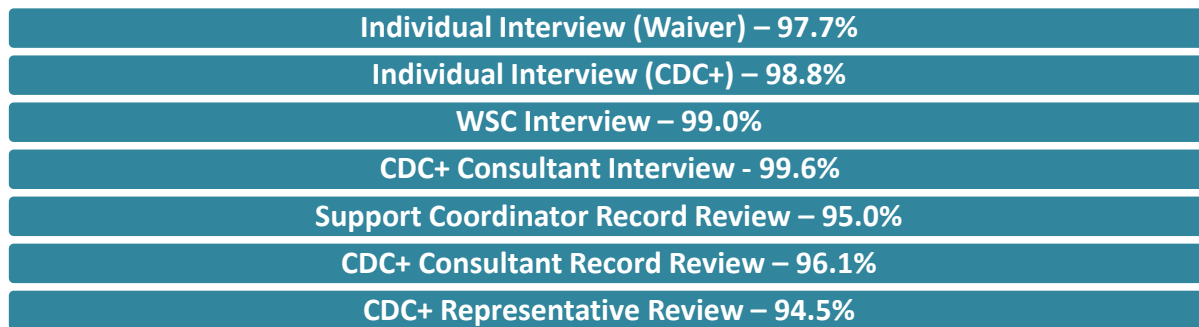 Individual Interview (Waiver) – 97.7%
Individual Interview (CDC+) – 98.8%
WSC Interview – 99.0%
CDC+ Consultant Interview - 99.6%
Support Coordinator Record Review – 95.0%
CDC+ Consultant Record Review – 96.1%
CDC+ Representative Review – 94.5%